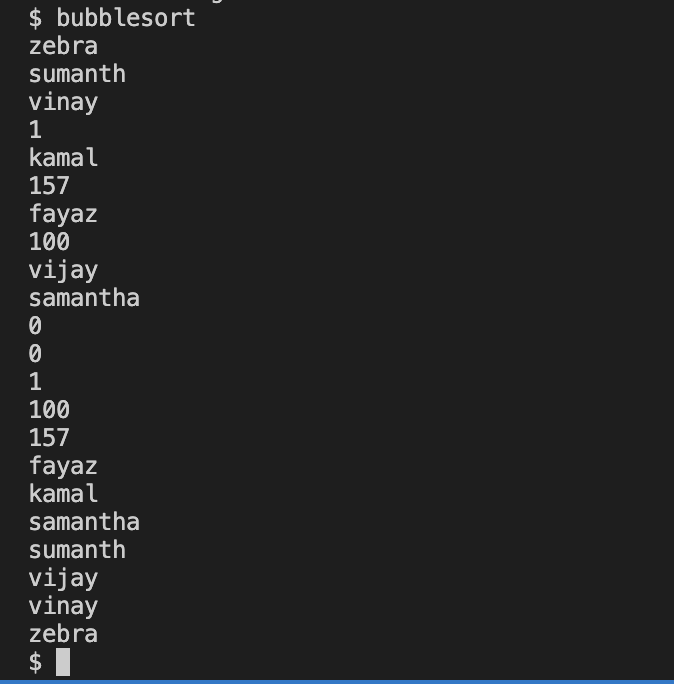 $ bubblesort
zebra
sumanth
vinay
1
kamal
157
fayaz
100
vijay
samantha
0
0
1
100
157
fayaz
kamal
samantha
sumanth
vijay
vinay
zebra
$